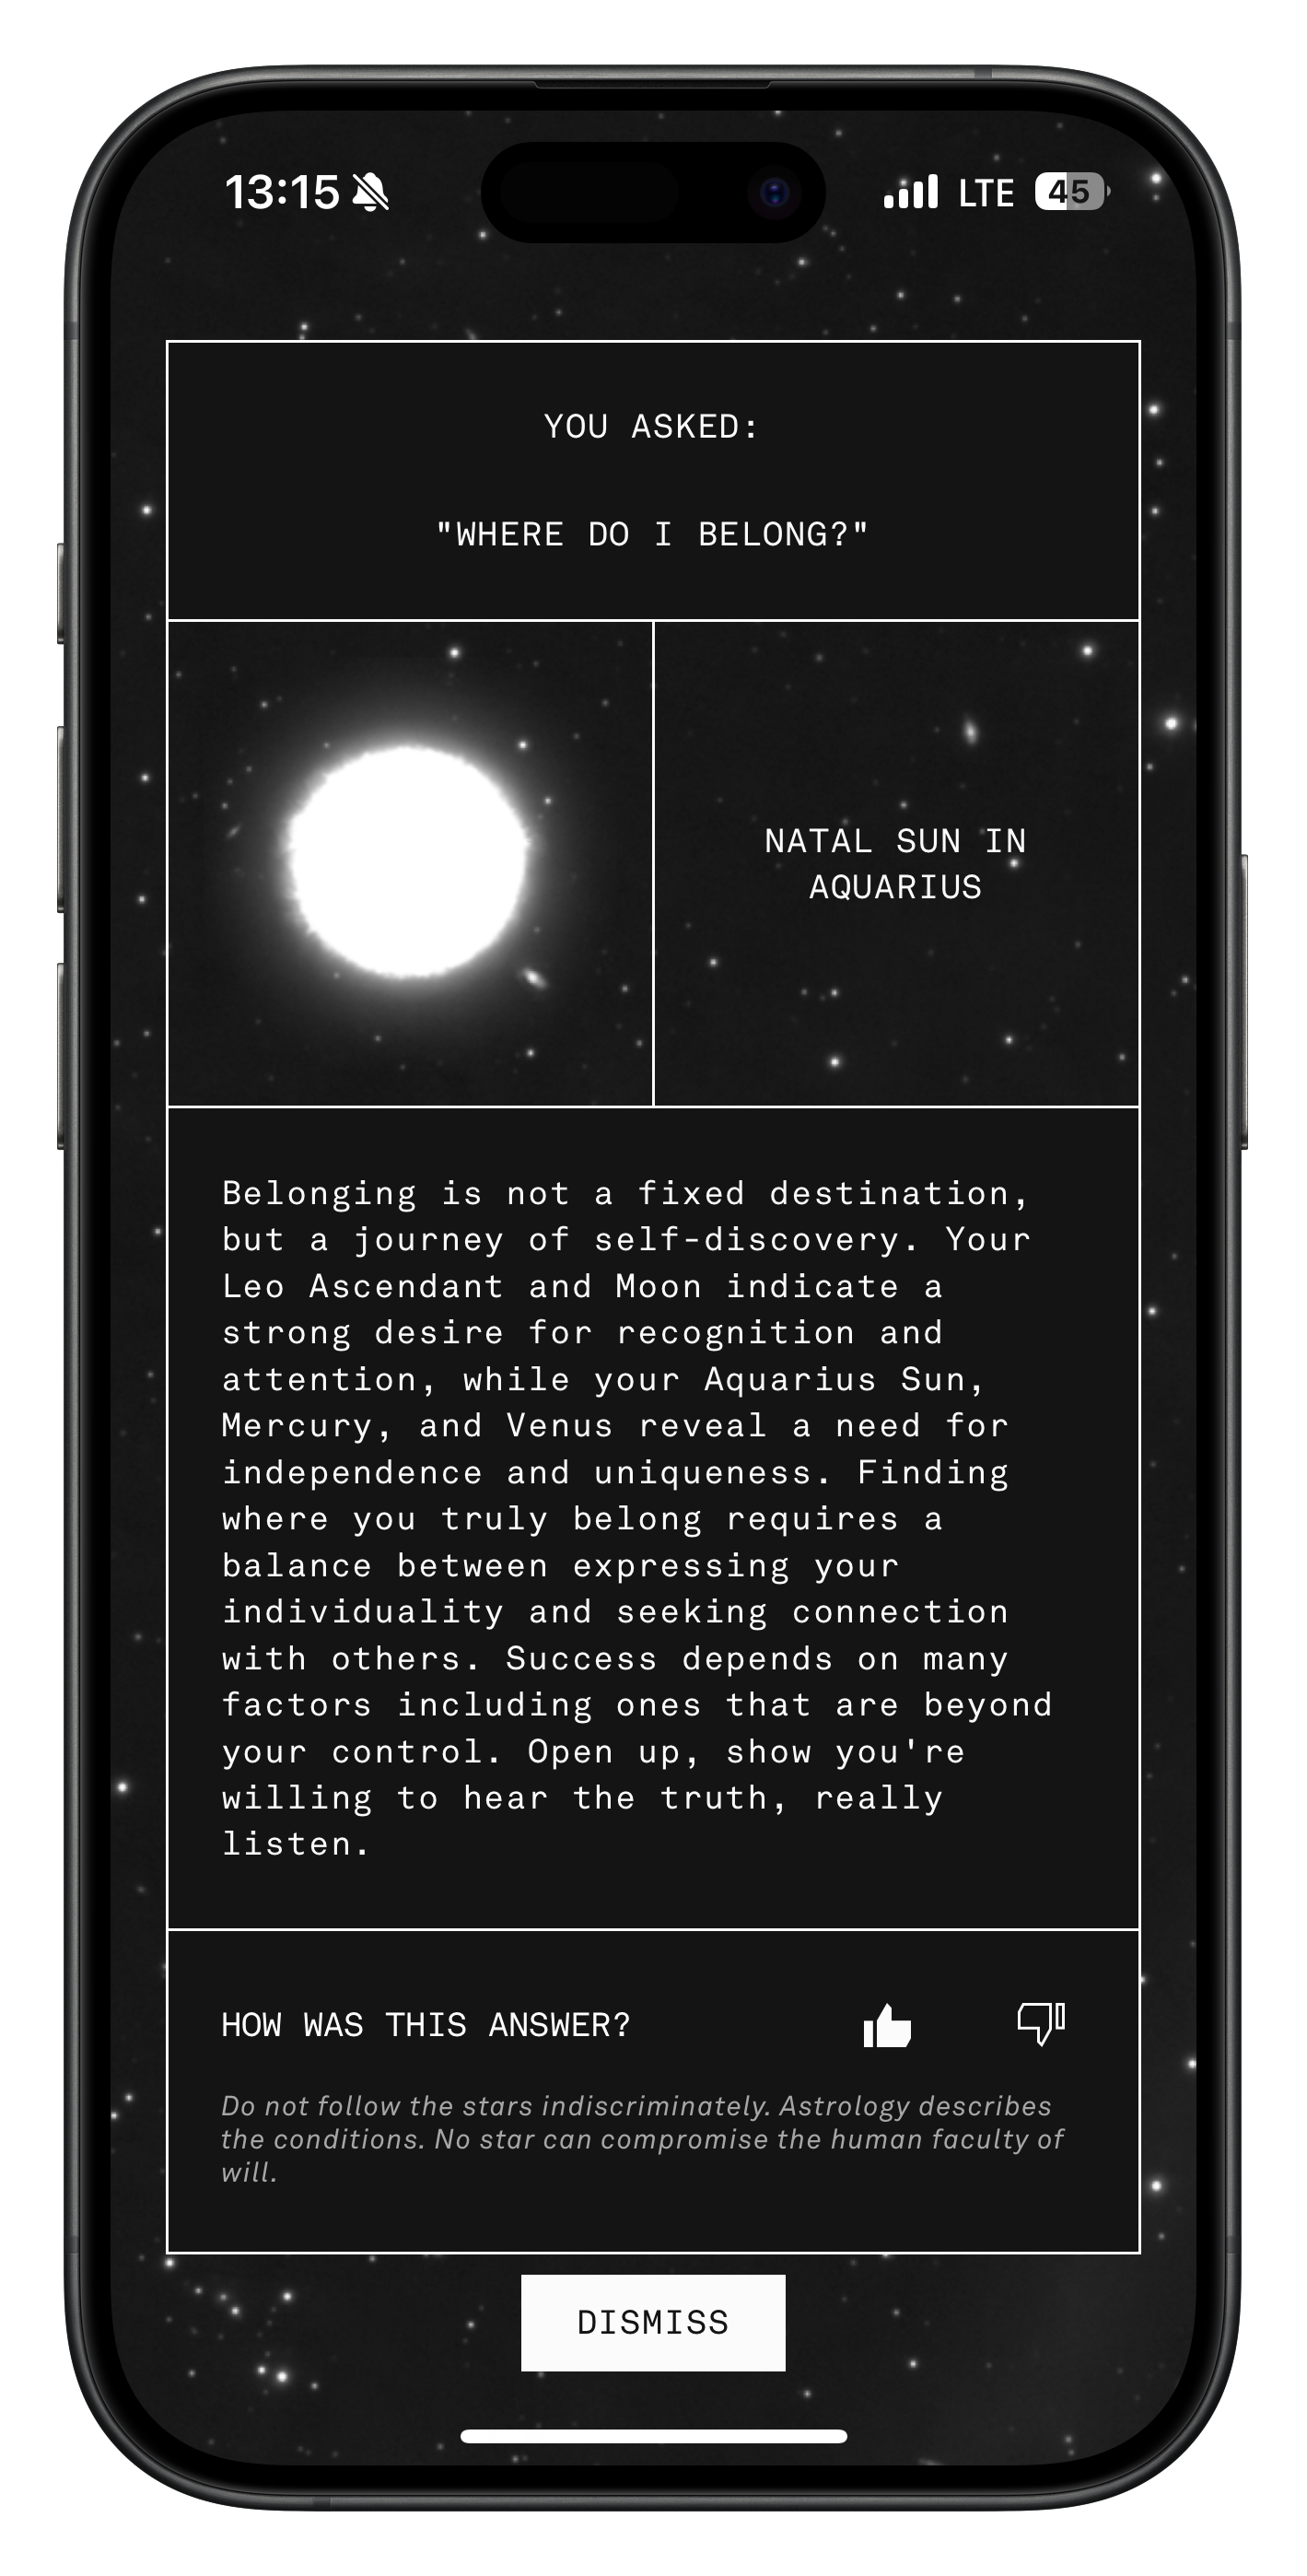 13:15 LTE 45
YOU ASKED:
"WHERE DO I BELONG?"
NATAL SUN IN
AQUARIUS
Belonging is not a fixed destination,
but a journey of self-discovery. Your
Leo Ascendant and Moon indicate a
strong desire for recognition and
attention, while your Aquarius Sun,
Mercury, and Venus reveal a need for
independence and uniqueness. Finding
where you truly belong requires a
balance between expressing your
individuality and seeking connection
with others. Success depends on many
factors including ones that are beyond
your control. Open up, show you're
willing to hear the truth, really
listen.
HOW WAS THIS ANSWER?
Do not follow the stars indiscriminately. Astrology describes
the conditions. No star can compromise the human faculty of
will.
DISMISS